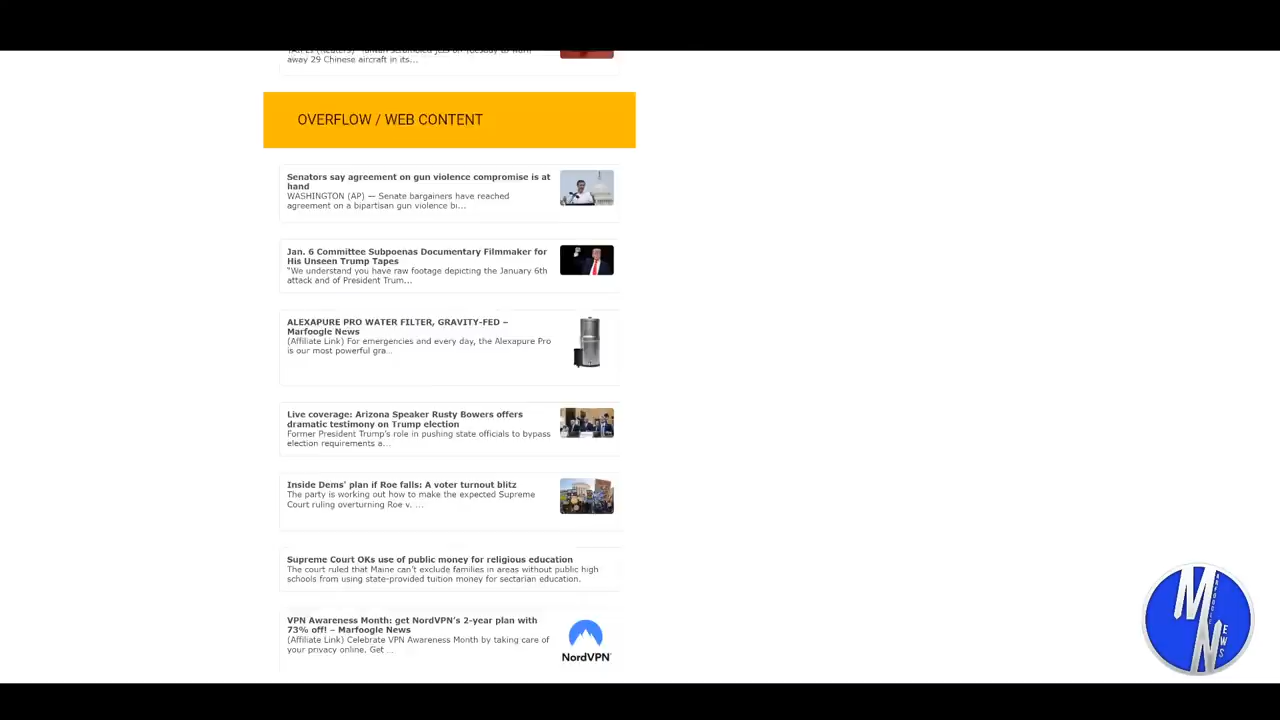 away 29 Chinese aircraft in its...
OVERFLOW / WEB CONTENT
Senators say agreement on gun violence compromise is at
hand
WASHINGTON (AP) — Senate bargainers have reached
agreement on a bipartisan gun violence bi...
Jan. 6 Committee Subpoenas Documentary Filmmaker for
His Unseen Trump Tapes
“We understand you have raw footage depicting the January 6th
attack and of President Trum...
ALEXAPURE PRO WATER FILTER, GRAVITY-FED –
Marfoogle News
(Affiliate Link) For emergencies and every day, the Alexapure Pro
is our most powerful gra...
Live coverage: Arizona Speaker Rusty Bowers offers
dramatic testimony on Trump election
Former President Trump’s role in pushing state officials to bypass
election requirements a...
Inside Dems’ plan if Roe falls: A voter turnout blitz
The party is working out how to make the expected Supreme
Court ruling overturning Roe v. ...
Supreme Court OKs use of public money for religious education
The court ruled that Maine can’t exclude families in areas without public high
schools from using state-provided tuition money for sectarian education.
VPN Awareness Month: get NordVPN’s 2-year plan with
73% off! – Marfoogle News
(Affiliate Link) Celebrate VPN Awareness Month by taking care of
your privacy online. Get ...
NordVPN